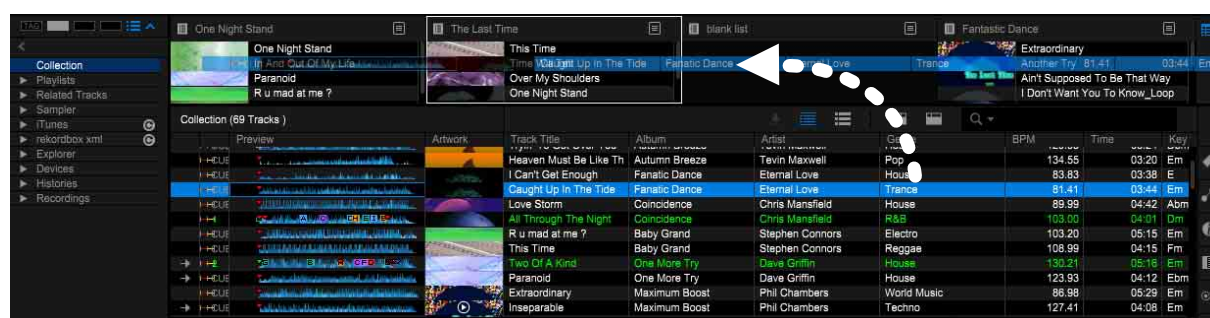 TAG
One Night Stand
The Last Time
blank list
Fantastic Dance
One Night Stand
In And Out Of My Life
Paranoid
R u mad at me ?
This Time
Over My Shoulders
One Night Stand
Caught Up In The Tide Fanatic Dance Eternal Love Trance 81.41 03:44 Em
Extraordinary
Another Try
Ain't Supposed To Be That Way
I Don't Want You To Know_Loop
Collection
Playlists
Related Tracks
Sampler
iTunes
rekordbox xml
Explorer
Devices
Histories
Recordings
Collection (69 Tracks )
Preview Artwork Track Title Album Artist Genre BPM Time Key
Heaven Must Be Like Th Autumn Breeze Tevin Maxwell Pop 134.55 03:20 Em
I Can't Get Enough Fanatic Dance Eternal Love House 83.83 03:38 E
Caught Up In The Tide Fanatic Dance Eternal Love Trance 81.41 03:44 Em
Love Storm Coincidence Chris Mansfield House 89.99 04:42 Abm
All Through The Night Coincidence Chris Mansfield R&B 103.00 04:01 Dm
R u mad at me ? Baby Grand Stephen Connors Electro 103.20 05:15 Em
This Time Baby Grand Stephen Connors Reggae 108.99 04:15 Fm
Two Of A Kind One More Try Dave Griffin House 130.21 05:16 Em
Paranoid One More Try Dave Griffin House 123.93 04:12 Ebm
Extraordinary Maximum Boost Phil Chambers World Music 86.98 05:29 Em
Inseparable Maximum Boost Phil Chambers Techno 127.41 04:08 Em